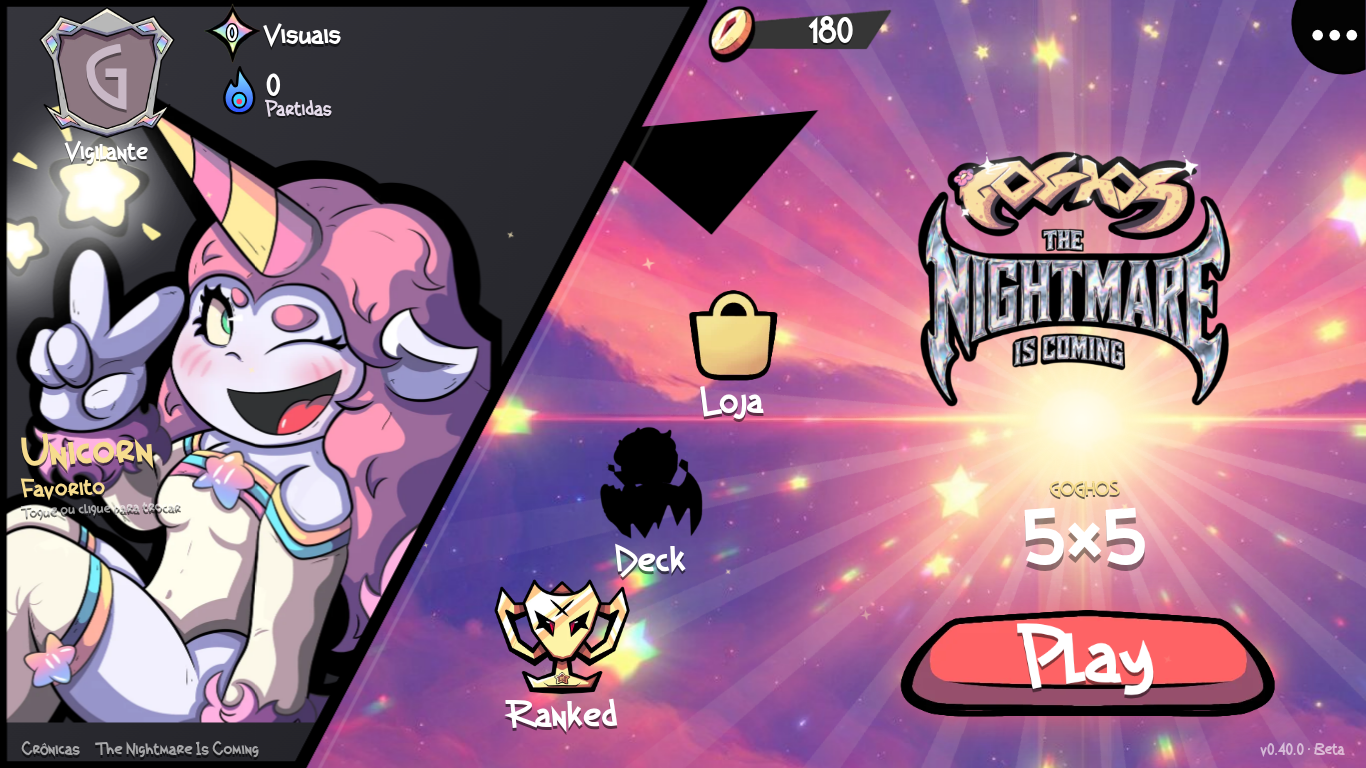 G
Vigilante
0
Visuais
0
Partidas
180
Unicorn
Favorito
Toque ou clique para trocar
Loja
Deck
Ranked
GOGHOS
THE
NIGHTMARE
IS COMING
GOGHOS
5×5
Play
Crônicas
The Nightmare Is Coming
v0.40.0 · Beta